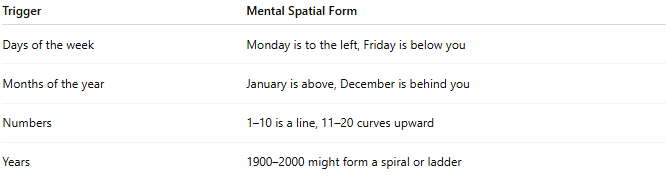 Trigger Mental Spatial Form
Days of the week Monday is to the left, Friday is below you
Months of the year January is above, December is behind you
Numbers 1–10 is a line, 11–20 curves upward
Years 1900–2000 might form a spiral or ladder